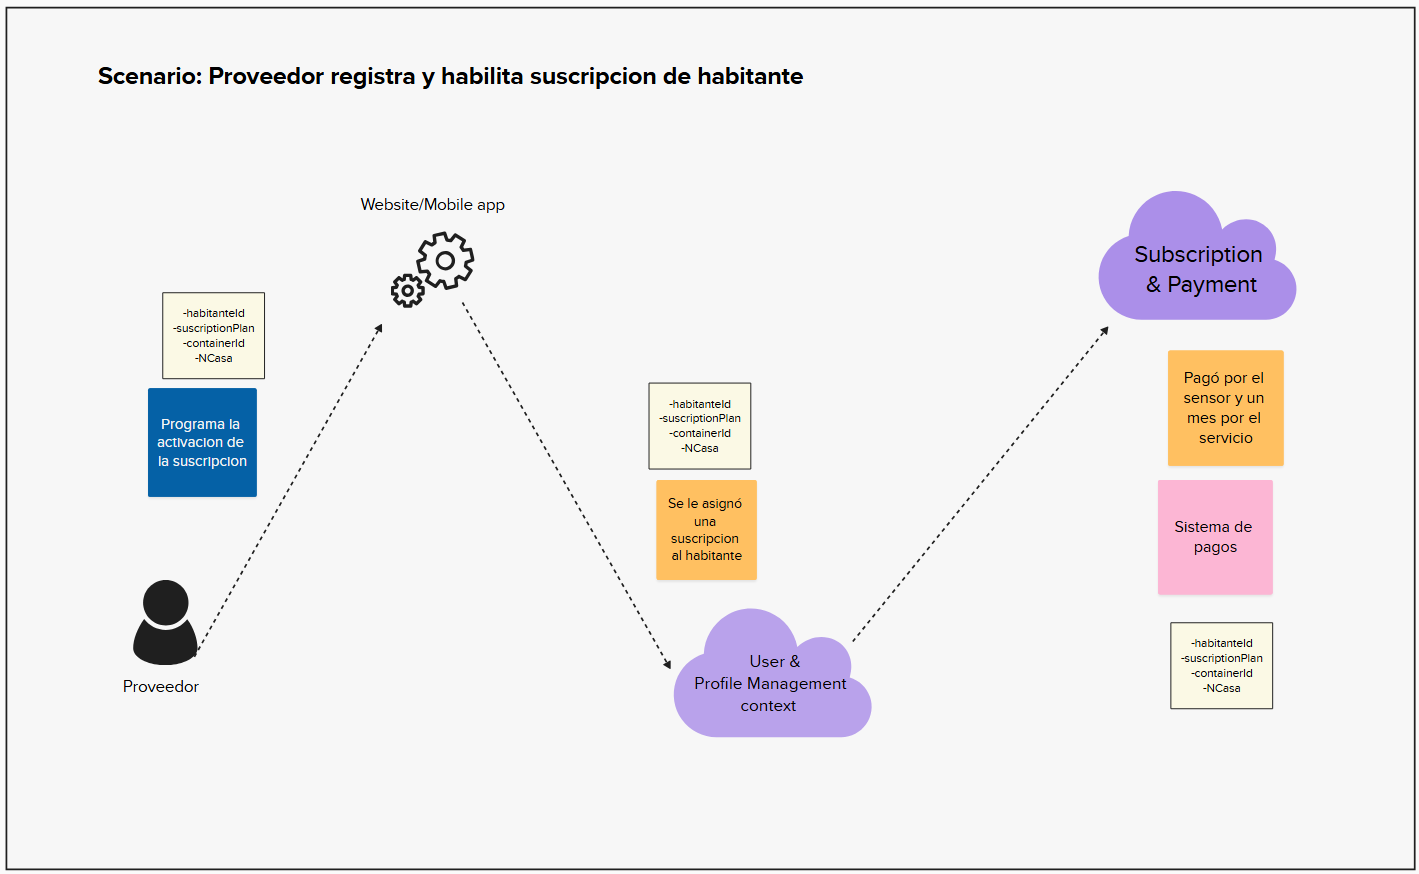 Scenario: Proveedor registra y habilita suscripcion de habitante
Website/Mobile app
-habitanteId
-suscriptionPlan
-containerId
-NCasa
Programa la
activacion de
la suscripcion
Proveedor
-habitanteId
-suscriptionPlan
-containerId
-NCasa
Se le asignó
una
suscripcion
al habitante
User &
Profile Management
context
Subscription
& Payment
Pagó por el
sensor y un
mes por el
servicio
Sistema de
pagos
-habitanteId
-suscriptionPlan
-containerId
-NCasa